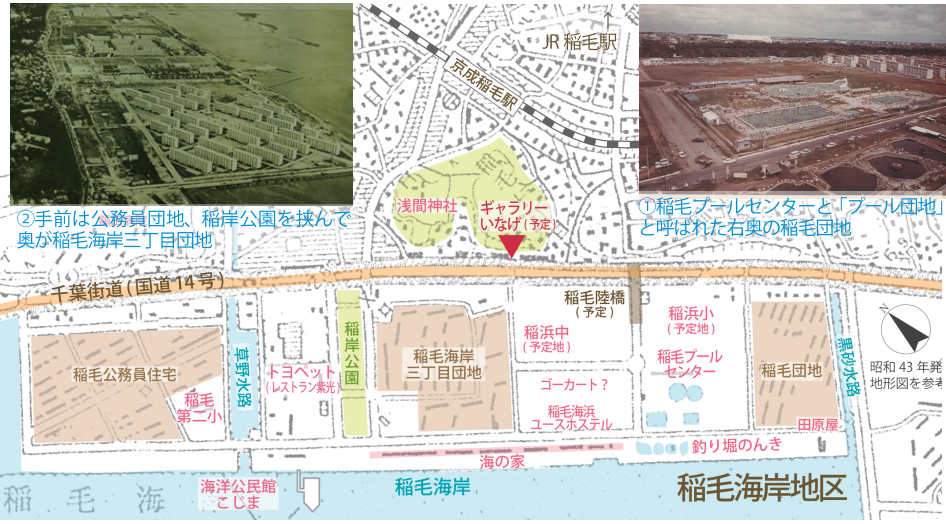 ↑
JR 稲毛駅
京成稲毛駅
②手前は公務員団地、稲岸公園を挟んで
奥が稲毛海岸三丁目団地
浅間神社
ギャラリー
いなげ(予定)
①稲毛プールセンターと「プール団地」
と呼ばれた右奥の稲毛団地
千葉街道(国道14号)
稲毛陸橋
(予定)
稲毛公務員住宅
稲毛
第二小
草野水路
トヨペット
(レストラン紫光)
稲岸公園
稲毛海岸
三丁目団地
稲浜中
(予定地)
ゴーカート?
稲毛海浜
ユースホステル
稲浜小
(予定地)
稲毛プール
センター
稲毛団地
黒砂水路
田原屋
昭和43年発
地形図を参考
海の家
釣り堀のんき
稲毛海
海洋公民館
こじま
稲毛海岸
稲毛海岸地区